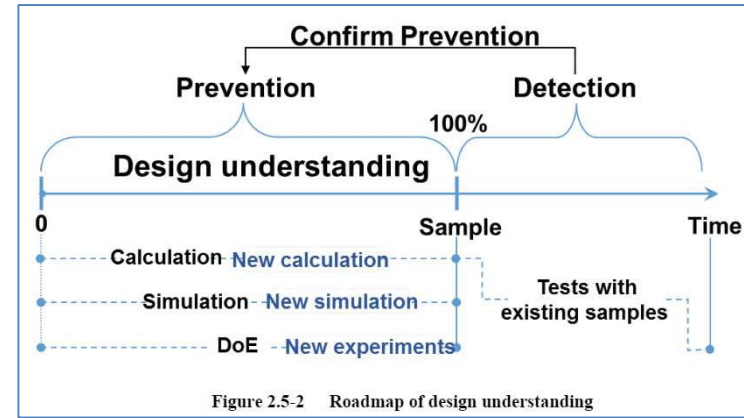 Confirm Prevention
Prevention
Detection
100%
Design understanding
0
Sample
Time
Calculation New calculation
Simulation New simulation
DoE New experiments
Tests with
existing samples
Figure 2.5-2 Roadmap of design understanding